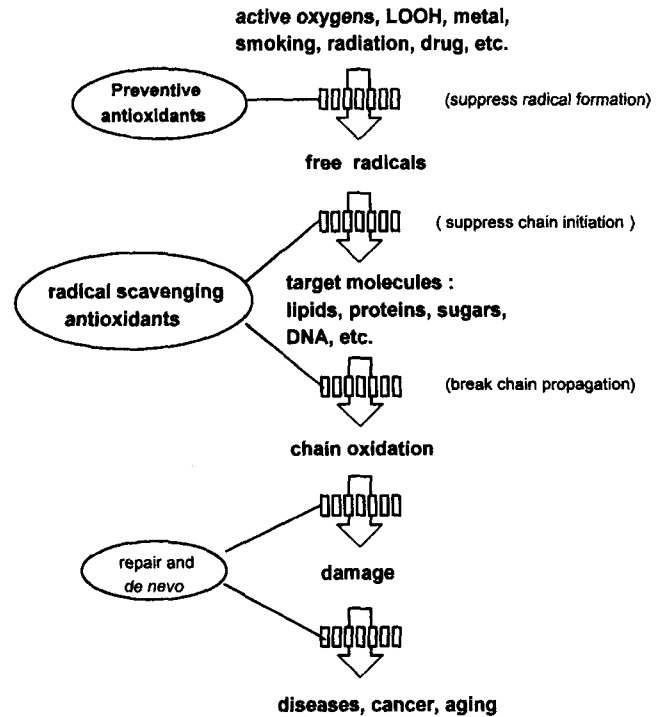 active oxygens, LOOH, metal,
smoking, radiation, drug, etc.
Preventive
antioxidants
(suppress radical formation)
free radicals
( suppress chain initiation )
radical scavenging
antioxidants
target molecules :
lipids, proteins, sugars,
DNA, etc.
(break chain propagation)
chain oxidation
repair and
de nevo
damage
diseases, cancer, aging